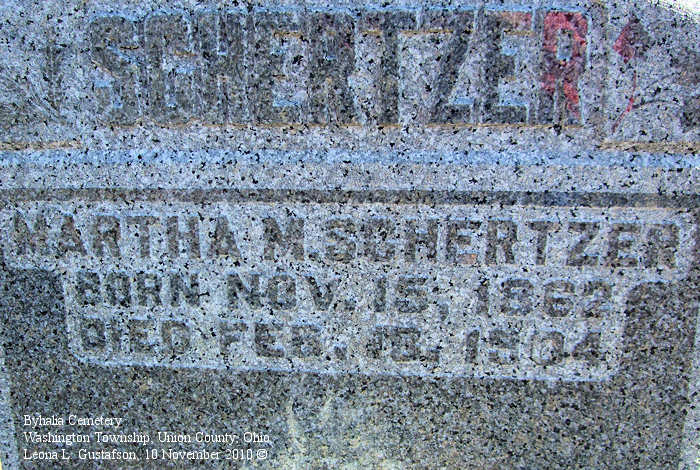 SCHERTZER
MARTHA M. SCHERTZER
BORN NOV. 15, 1862
DIED FEB. 13, 1904
Byhalia Cemetery
Washington Township, Union County, Ohio
Leona L. Gustafson, 10 November 2010 ©